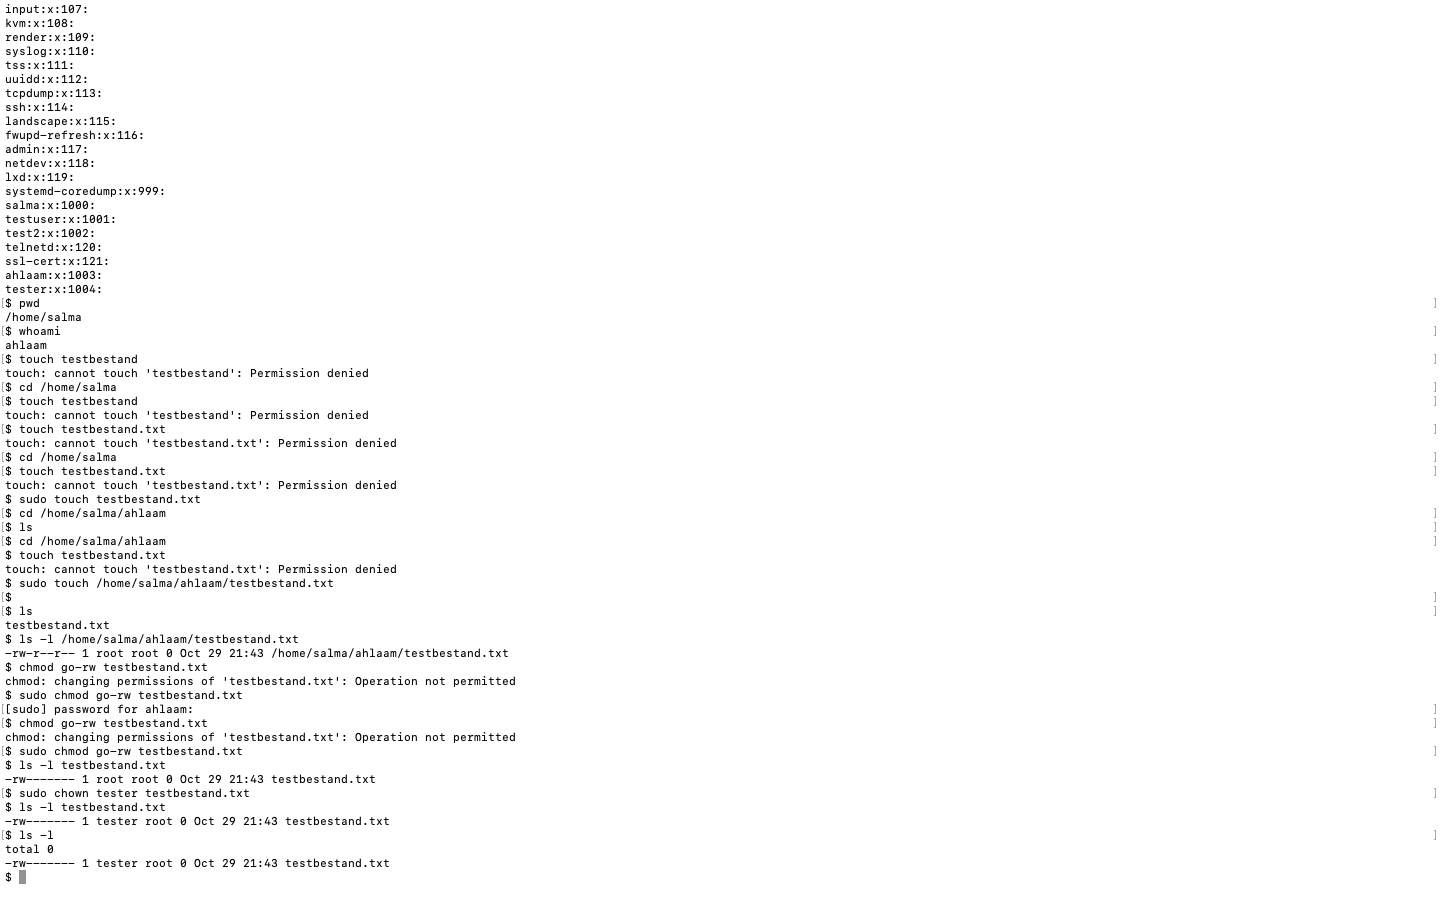 input:x:107:
kvm:x:108:
render:x:109:
syslog:x:110:
tss:x:111:
uuidd:x:112:
tcpdump:x:113:
ssh:x:114:
landscape:x:115:
fwupd-refresh:x:116:
admin:x:117:
netdev:x:118:
lxd:x:119:
systemd-coredump:x:999:
salma:x:1000:
testuser:x:1001:
test2:x:1002:
telnetd:x:120:
ssl-cert:x:121:
ahlaam:x:1003:
tester:x:1004:
[$ pwd ]
/home/salma
[$ whoami ]
ahlaam
[$ touch testbestand ]
touch: cannot touch 'testbestand': Permission denied
[$ cd /home/salma ]
[$ touch testbestand ]
touch: cannot touch 'testbestand': Permission denied
[$ touch testbestand.txt ]
touch: cannot touch 'testbestand.txt': Permission denied
[$ cd /home/salma ]
[$ touch testbestand.txt ]
touch: cannot touch 'testbestand.txt': Permission denied
$ sudo touch testbestand.txt
[$ cd /home/salma/ahlaam ]
[$ ls ]
[$ cd /home/salma/ahlaam ]
$ touch testbestand.txt
touch: cannot touch 'testbestand.txt': Permission denied
$ sudo touch /home/salma/ahlaam/testbestand.txt
[$ ]
[$ ls ]
testbestand.txt
$ ls -l /home/salma/ahlaam/testbestand.txt
-rw-r--r-- 1 root root 0 Oct 29 21:43 /home/salma/ahlaam/testbestand.txt
$ chmod go-rw testbestand.txt
chmod: changing permissions of 'testbestand.txt': Operation not permitted
$ sudo chmod go-rw testbestand.txt
[[sudo] password for ahlaam: ]
[$ chmod go-rw testbestand.txt ]
chmod: changing permissions of 'testbestand.txt': Operation not permitted
[$ sudo chmod go-rw testbestand.txt ]
$ ls -l testbestand.txt
-rw------- 1 root root 0 Oct 29 21:43 testbestand.txt
[$ sudo chown tester testbestand.txt ]
$ ls -l testbestand.txt
-rw------- 1 tester root 0 Oct 29 21:43 testbestand.txt
[$ ls -l ]
total 0
-rw------- 1 tester root 0 Oct 29 21:43 testbestand.txt
$